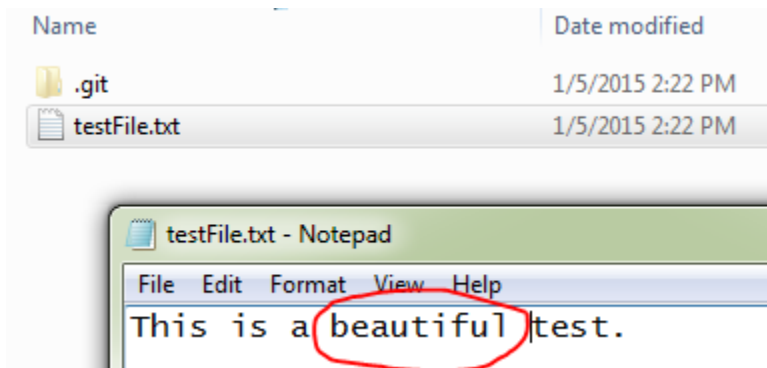 Name Date modified
.git 1/5/2015 2:22 PM
testFile.txt 1/5/2015 2:22 PM
testFile.txt - Notepad
File Edit Format View Help
This is a beautiful test.